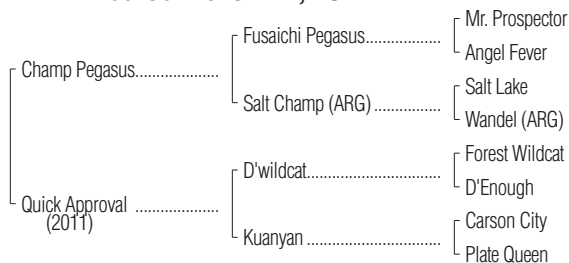 Mr. Prospector
Fusaichi Pegasus..................
Angel Fever
Champ Pegasus.....................
Salt Lake
Salt Champ (ARG) ................
Wandel (ARG)
Forest Wildcat
D'wildcat...........................
D'Enough
Quick Approval .....................
(2011)
Carson City
Kuanyan ...........................
Plate Queen